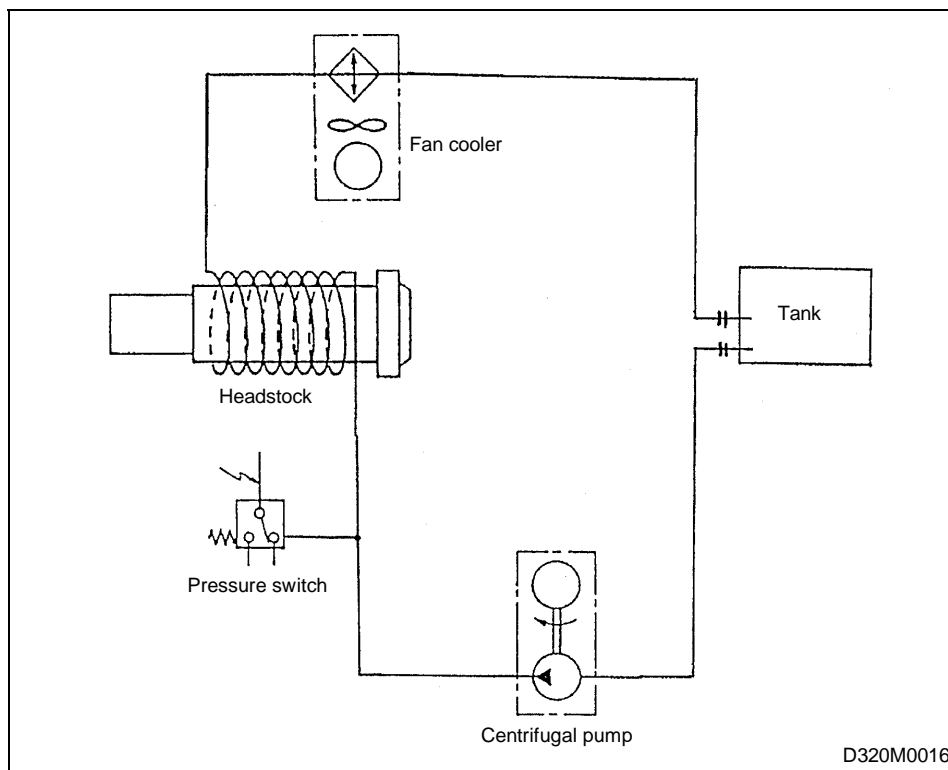 Fan cooler
Tank
Headstock
Pressure switch
Centrifugal pump
D320M0016